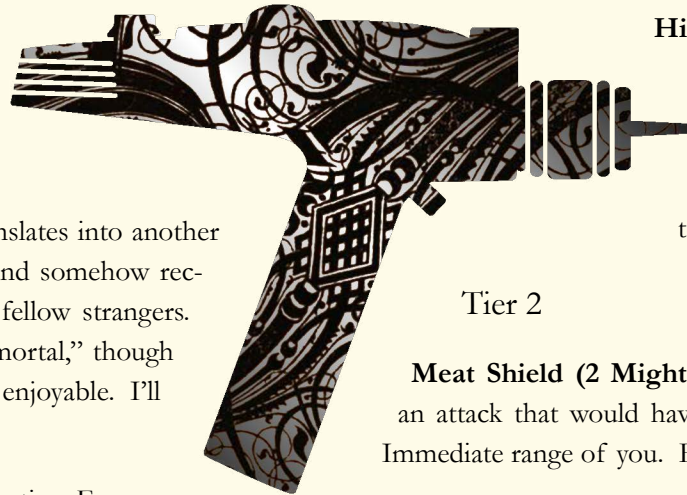 Hi
nslates into another
nd somehow rec-
fellow strangers.
mortal,” though
enjoyable. I’ll
t
Tier 2
Meat Shield (2 Might
an attack that would hav
Immediate range of you.